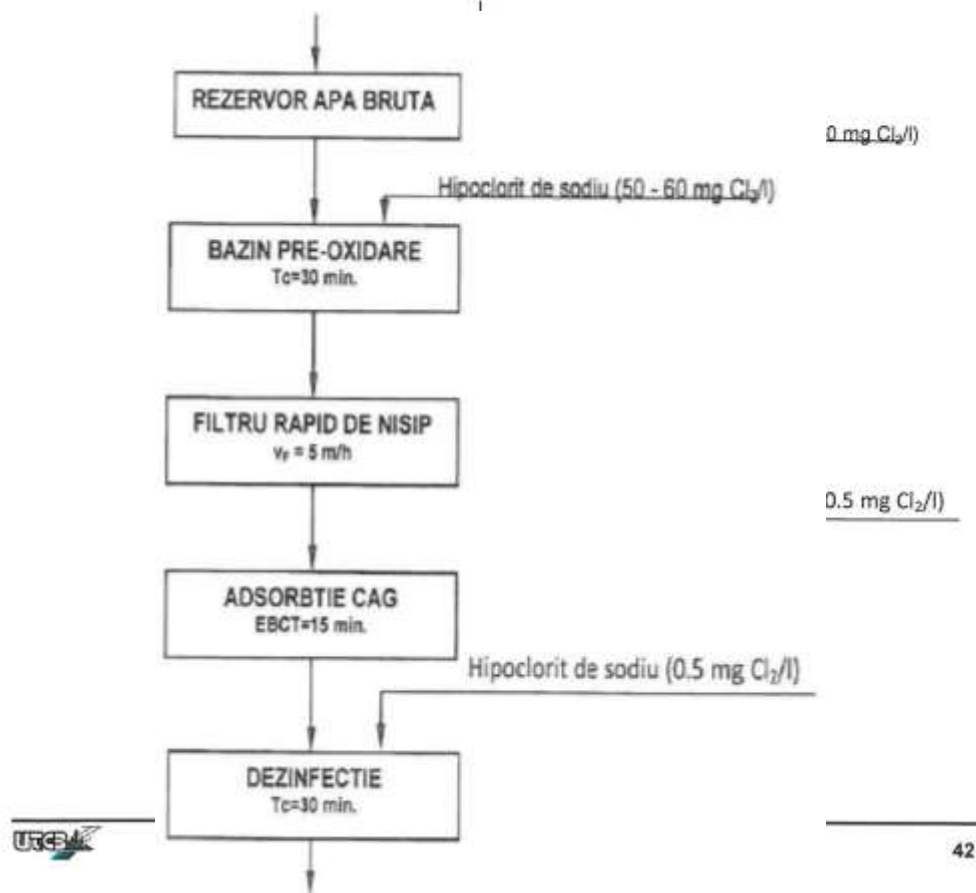 REZERVOR APA BRUTA
0 mg Cl₂/l)
Hipoclorit de sodiu (50 - 60 mg Cl₂/l)
BAZIN PRE-OXIDARE
Tc=30 min.
FILTRU RAPID DE NISIP
v_F = 5 m/h
0.5 mg Cl₂/l)
ADSORBTIE CAG
EBCT=15 min.
Hipoclorit de sodiu (0.5 mg Cl₂/l)
DEZINFECTIE
Tc=30 min.
UTCB
42